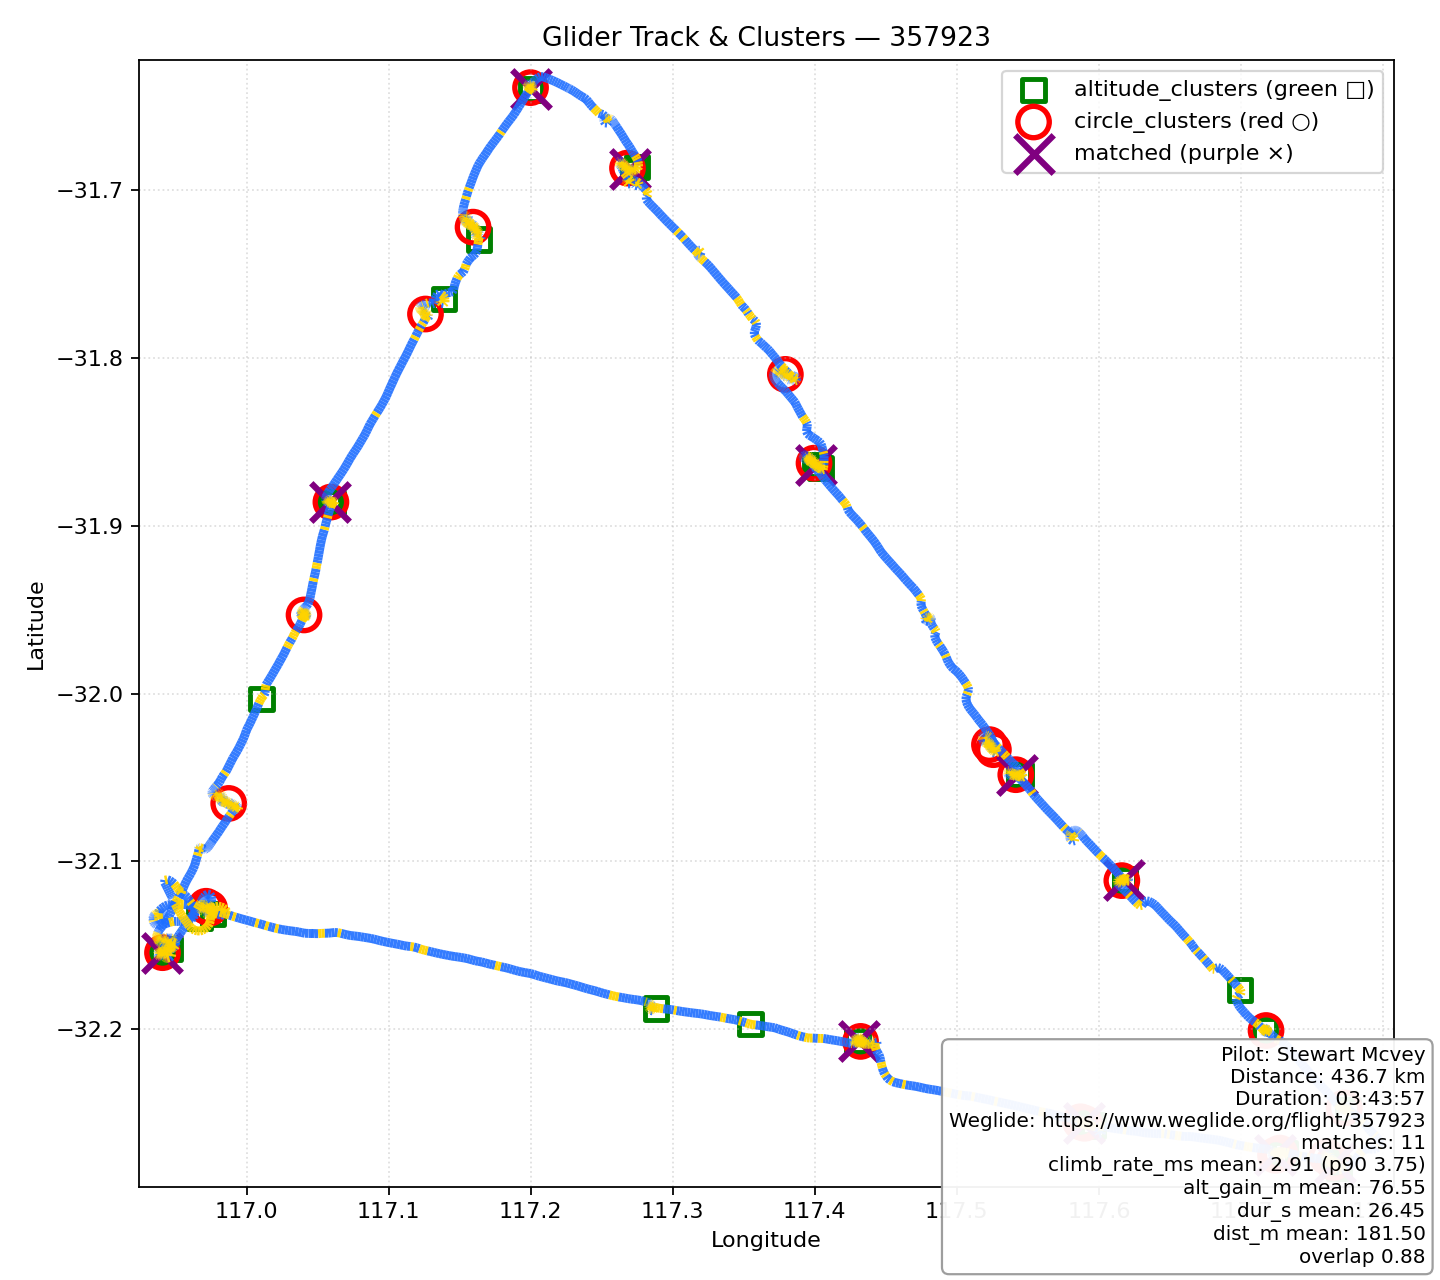 Glider Track & Clusters — 357923
altitude_clusters (green □)
circle_clusters (red ○)
matched (purple ×)
Latitude
−31.7
−31.8
−31.9
−32.0
−32.1
−32.2
117.0
117.1
117.2
117.3
117.4
117.5
117.6
Longitude
Pilot: Stewart Mcvey
Distance: 436.7 km
Duration: 03:43:57
Weglide: https://www.weglide.org/flight/357923
matches: 11
climb_rate_ms mean: 2.91 (p90 3.75)
alt_gain_m mean: 76.55
dur_s mean: 26.45
dist_m mean: 181.50
overlap 0.88